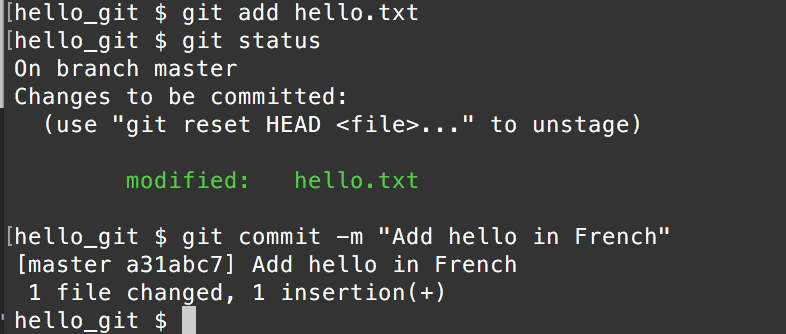 [hello_git $ git add hello.txt
[hello_git $ git status
On branch master
Changes to be committed:
  (use "git reset HEAD <file>..." to unstage)
        modified:   hello.txt
[hello_git $ git commit -m "Add hello in French"
[master a31abc7] Add hello in French
 1 file changed, 1 insertion(+)
hello_git $